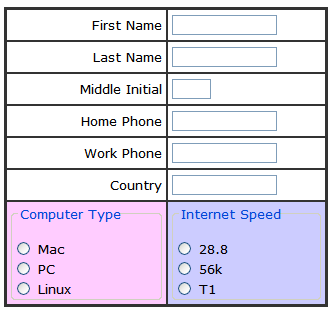 First Name
Last Name
Middle Initial
Home Phone
Work Phone
Country
Computer Type
Mac
PC
Linux
Internet Speed
28.8
56k
T1